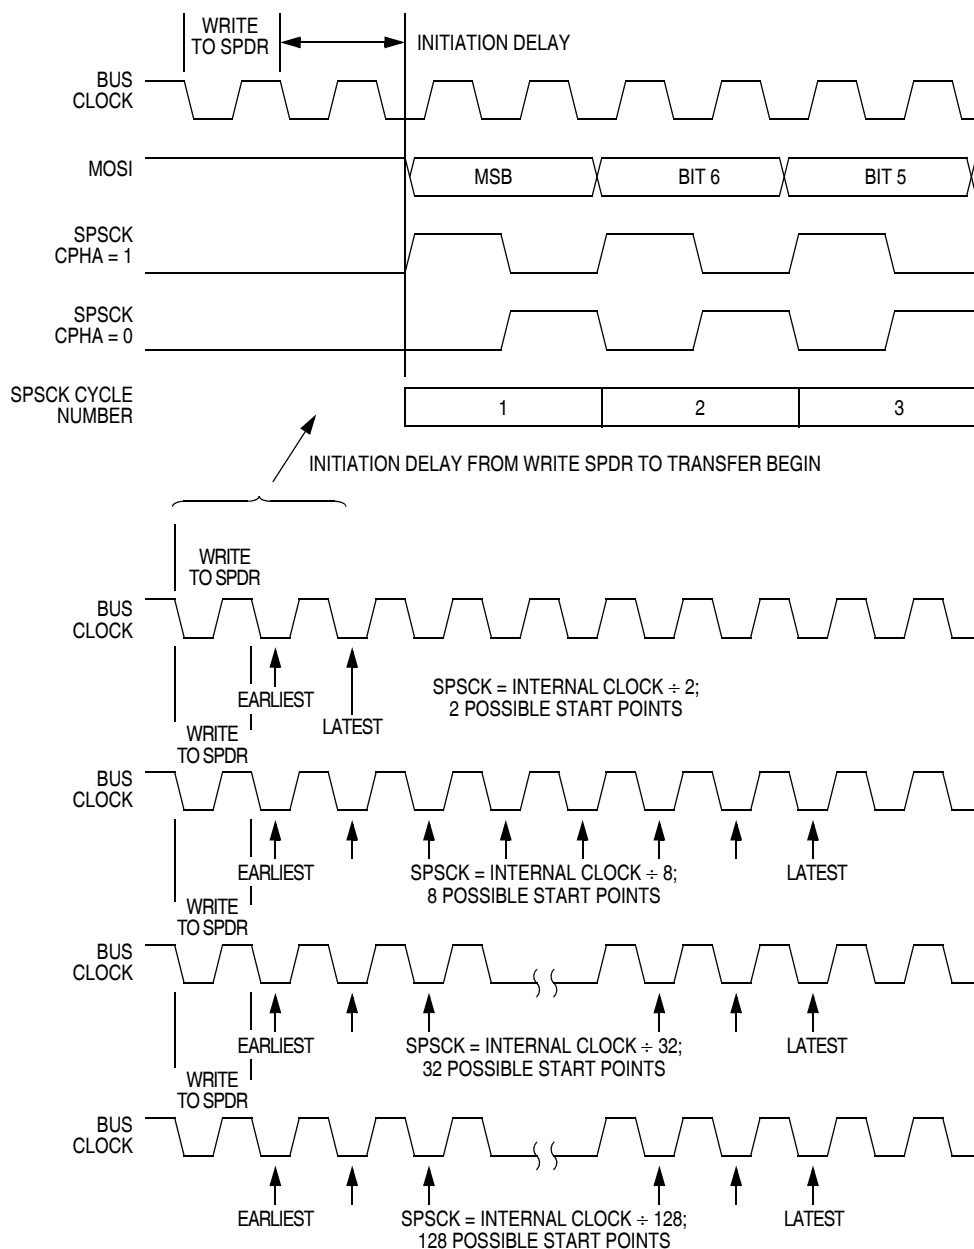 WRITE
TO SPDR
INITIATION DELAY
BUS
CLOCK
MOSI
MSB
BIT 6
BIT 5
SPSCK
CPHA = 1
SPSCK
CPHA = 0
SPSCK CYCLE
NUMBER
1
2
3
INITIATION DELAY FROM WRITE SPDR TO TRANSFER BEGIN
WRITE
TO SPDR
BUS
CLOCK
EARLIEST
LATEST
SPSCK = INTERNAL CLOCK ÷ 2;
2 POSSIBLE START POINTS
WRITE
TO SPDR
BUS
CLOCK
EARLIEST
SPSCK = INTERNAL CLOCK ÷ 8;
8 POSSIBLE START POINTS
LATEST
WRITE
TO SPDR
BUS
CLOCK
EARLIEST
SPSCK = INTERNAL CLOCK ÷ 32;
32 POSSIBLE START POINTS
LATEST
WRITE
TO SPDR
BUS
CLOCK
EARLIEST
SPSCK = INTERNAL CLOCK ÷ 128;
128 POSSIBLE START POINTS
LATEST